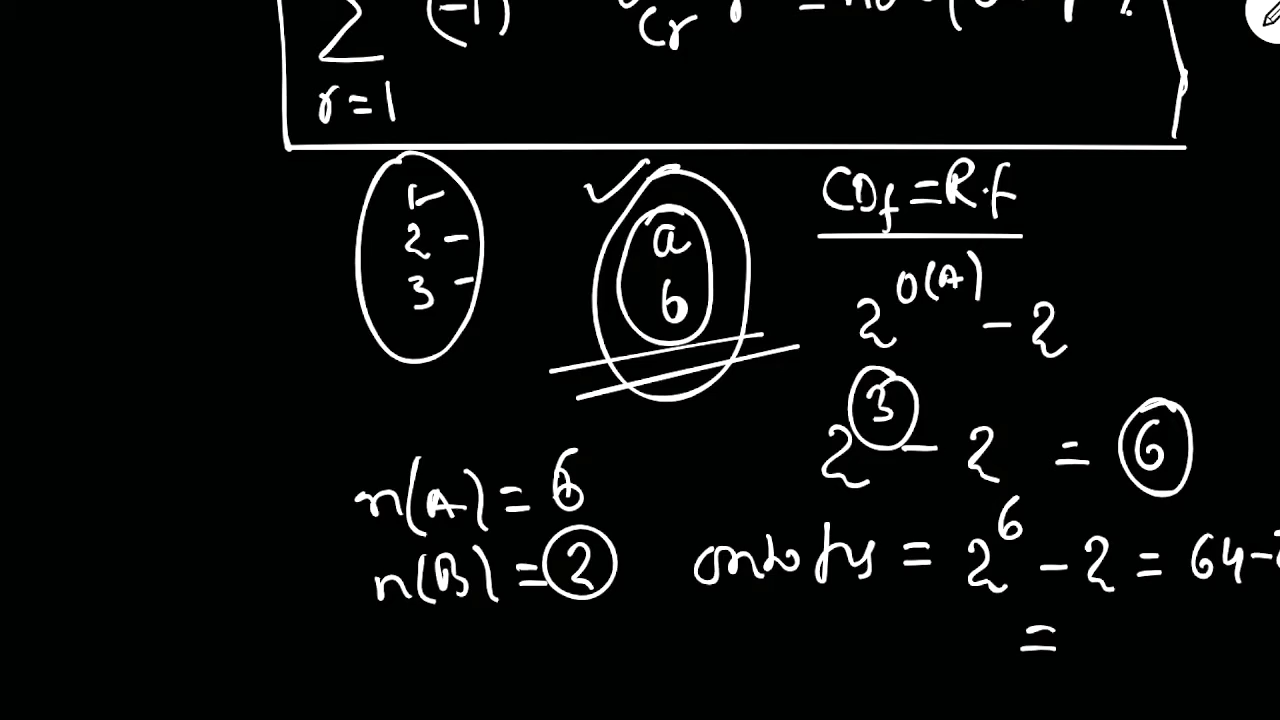 ∑ (-1) Cr
r=1
1
2 -
3 -
a
b
CDf = R.f
2^O(A) - 2
2^3 - 2 = 6
n(A) = 6
n(B) = 2
onto fns = 2^6 - 2 = 64 -
=